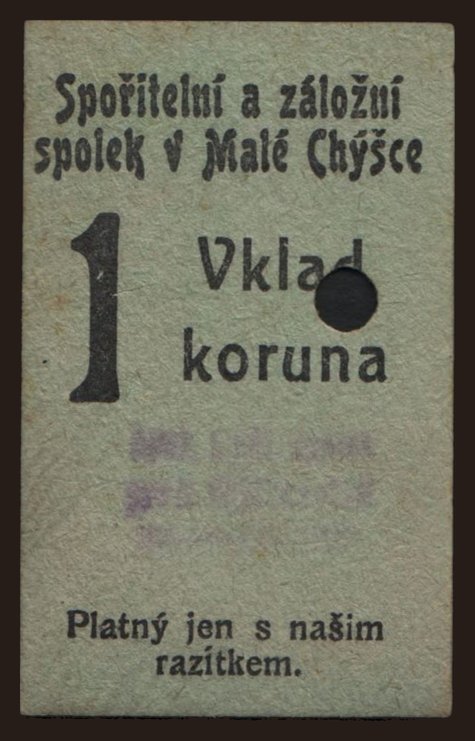 Spořitelní a záložní
spolek v Malé Chýšce
1 Vklad
koruna
Platný jen s našim
razítkem.